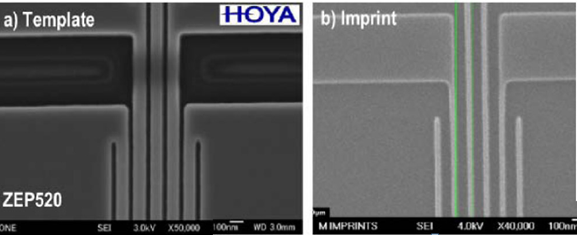 a) Template
HOYA
b) Imprint
ZEP520
ONE SEI 3.0kV X50,000 100nm WD 3.0mm
M IMPRINTS SEI 4.0kV X40,000 100nm